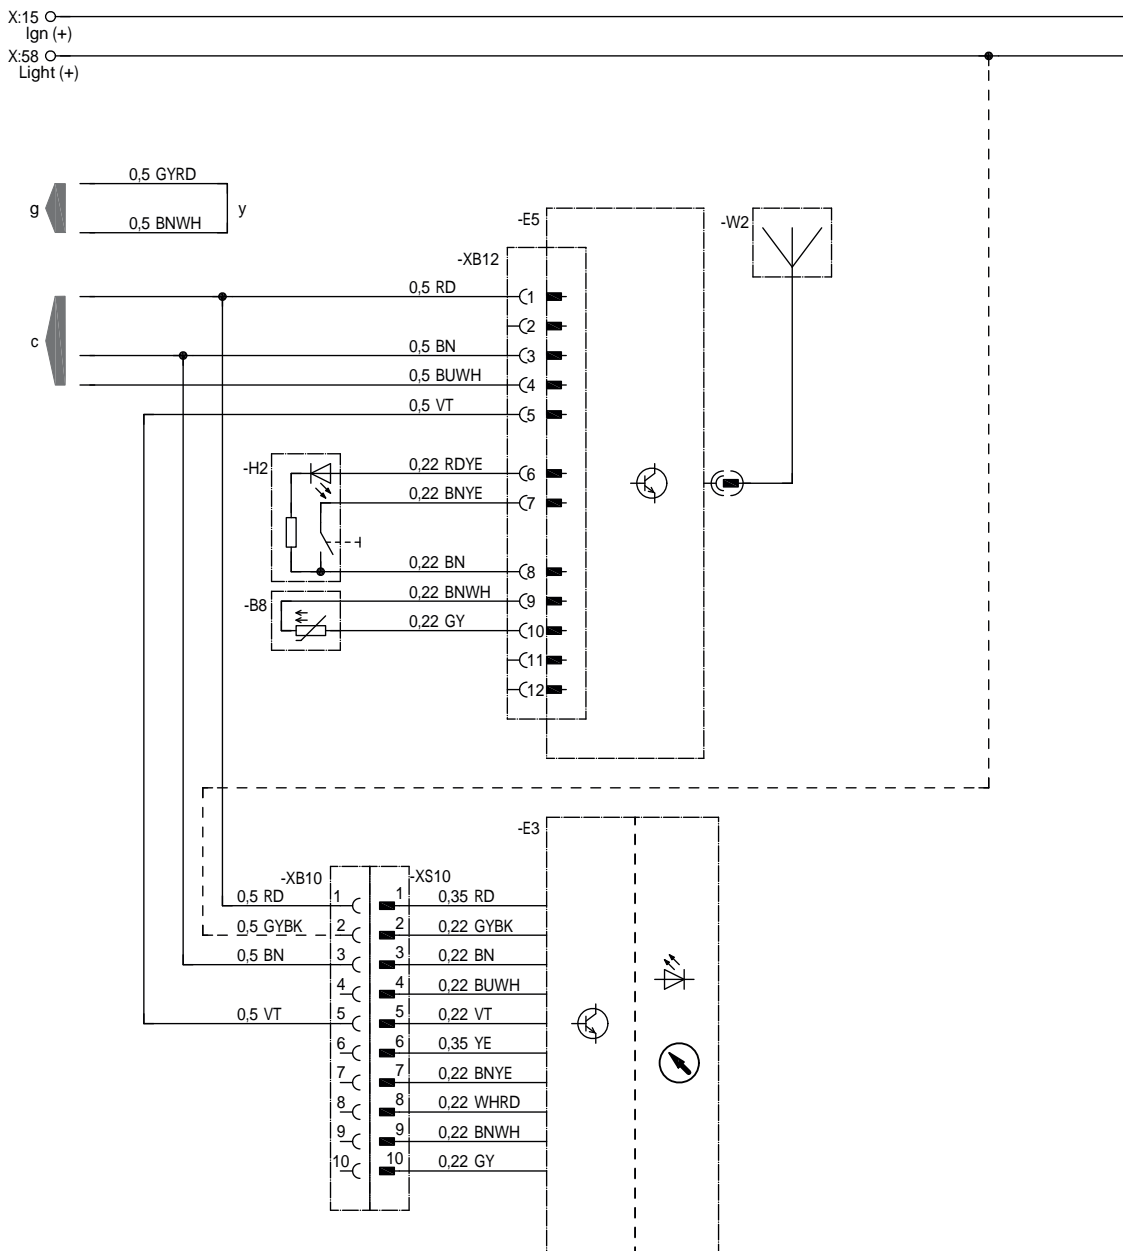 X:15
Ign (+)
X:58
Light (+)
0,5 GYRD
g
y
0,5 BNWH
-E5
-W2
-XB12
0,5 RD
1
2
c
0,5 BN
3
0,5 BUWH
4
0,5 VT
5
-H2
0,22 RDYE
6
0,22 BNYE
7
0,22 BN
8
0,22 BNWH
9
-B8
0,22 GY
10
11
12
-E3
-XB10
-XS10
0,5 RD
1
1
0,35 RD
0,5 GYBK
2
2
0,22 GYBK
0,5 BN
3
3
0,22 BN
4
4
0,22 BUWH
0,5 VT
5
5
0,22 VT
6
6
0,35 YE
7
7
0,22 BNYE
8
8
0,22 WHRD
9
9
0,22 BNWH
10
10
0,22 GY